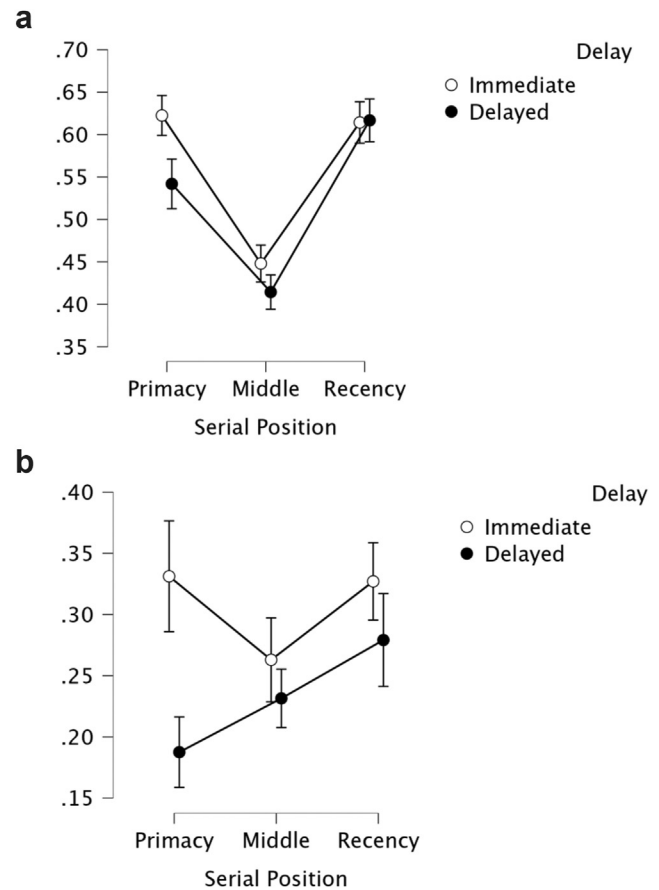 a
Delay
Immediate
Delayed
.70
.65
.60
.55
.50
.45
.40
.35
Primacy Middle Recency
Serial Position
b
Delay
Immediate
Delayed
.40
.35
.30
.25
.20
.15
Primacy Middle Recency
Serial Position